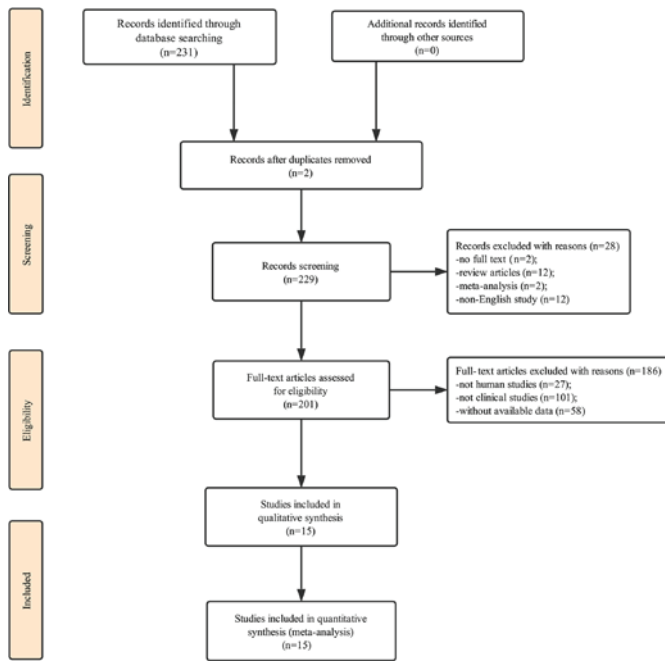 Identification
Records identified through
database searching
(n=231)
Additional records identified
through other sources
(n=0)
Records after duplicates removed
(n=2)
Screening
Records screening
(n=229)
Records excluded with reasons (n=28)
-no full text (n=2);
-review articles (n=12);
-meta-analysis (n=2);
-non-English study (n=12)
Eligibility
Full-text articles assessed
for eligibility
(n=201)
Full-text articles excluded with reasons (n=186)
-not human studies (n=27);
-not clinical studies (n=101);
-without available data (n=58)
Studies included in
qualitative synthesis
(n=15)
Included
Studies included in quantitative
synthesis (meta-analysis)
(n=15)